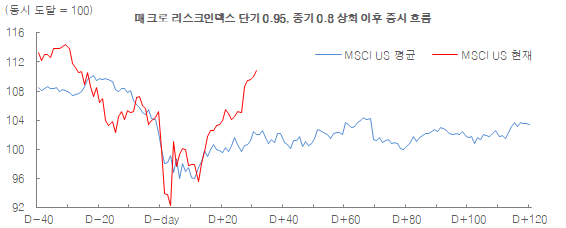 (동시 도달 = 100)
매크로 리스크인덱스 단기 0.95, 중기 0.8 상회 이후 증시 흐름
MSCI US 평균
MSCI US 현재
116
112
108
104
100
96
92
D-40
D-20
D-day
D+20
D+40
D+60
D+80
D+100
D+120